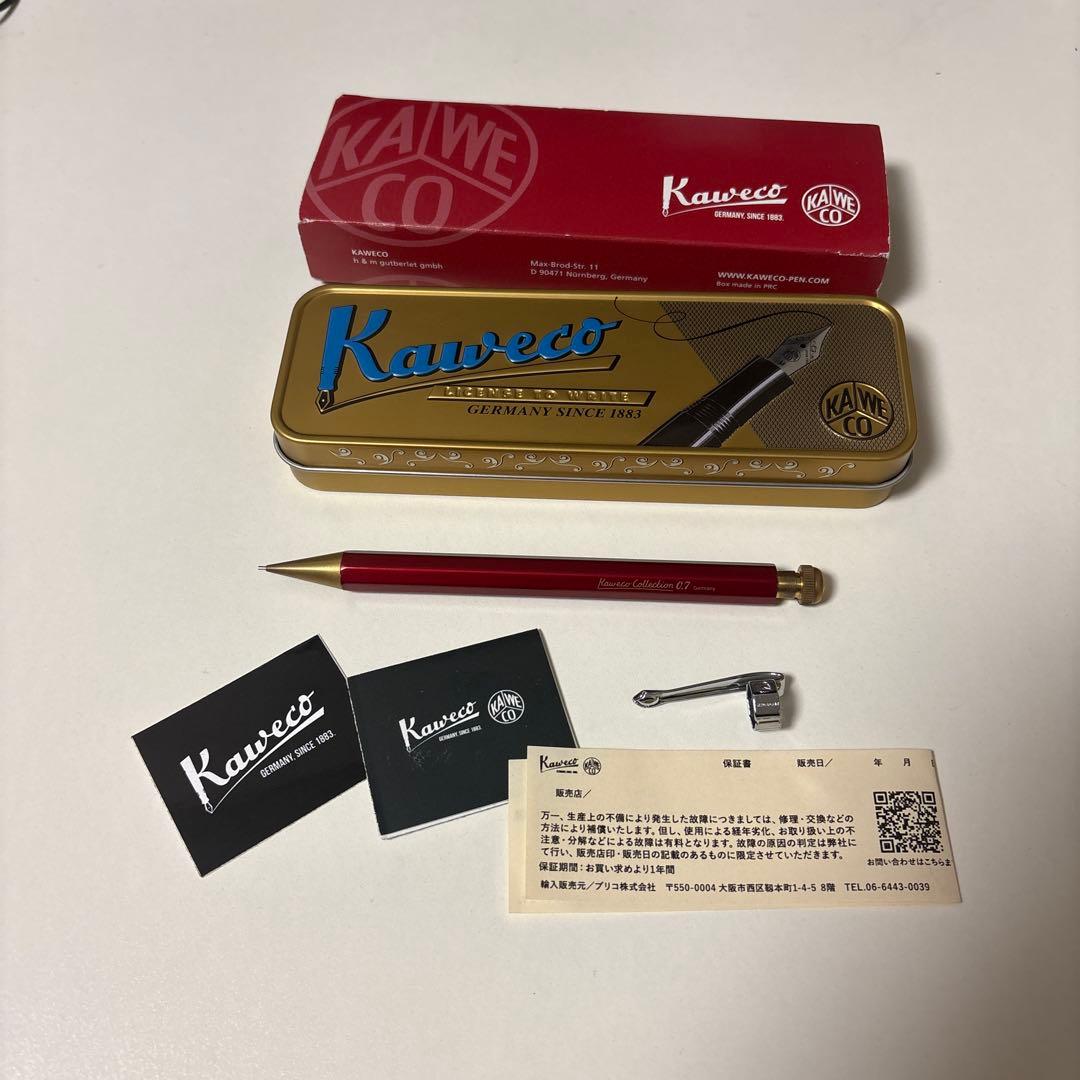 KAWECO
Kaweco
GERMANY, SINCE 1883.
KAWECO
KAWECO
h & m gutberlet gmbh
Max-Brod-Str. 11
D 90471 Nürnberg, Germany
WWW.KAWECO-PEN.COM
Box made in PRC
Kaweco
LICENCE TO WRITE
GERMANY SINCE 1883
KAWECO
Kaweco Collection 0.7 Germany
Kaweco
GERMANY, SINCE 1883.
Kaweco
GERMANY, SINCE 1883.
KAWECO
Kaweco
保証書 販売日/ 年 月
販売店/
万一、生産上の不備により発生した故障につきましては、修理・交換などの
方法により補償いたします。但し、使用による経年劣化、お取り扱い上の不
注意・分解などによる故障は有料となります。故障の原因の判定は弊社に
て行い、販売店印・販売日の記載のあるものに限定させていただきます。
お問い合わせはこちらま
保証期間：お買い求めより1年間
輸入販売元/プリコ株式会社 〒550-0004 大阪市西区靱本町1-4-5 8階 TEL.06-6443-0039